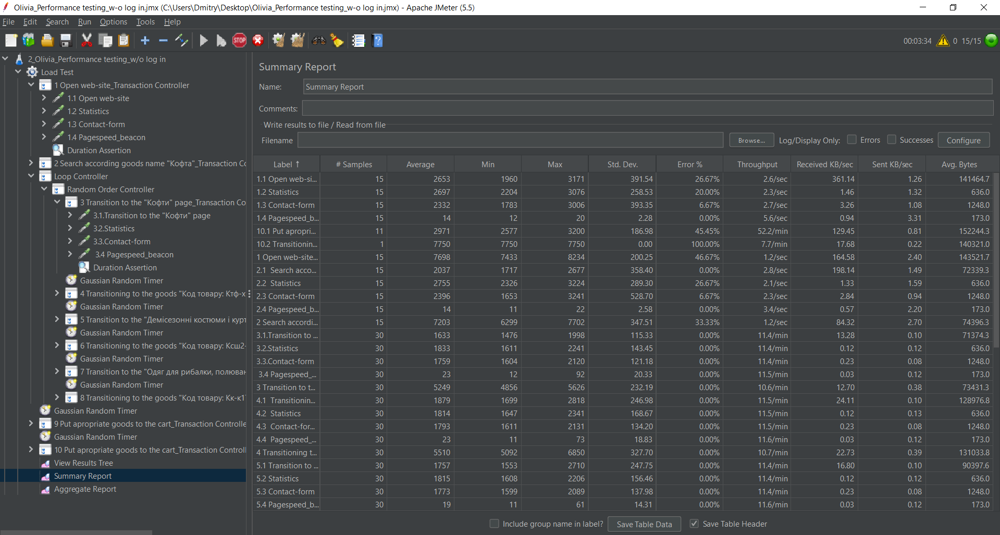 Olivia_Performance testing_w-o log in.jmx (C:\Users\Dmitry\Desktop\Olivia_Performance testing_w-o log in.jmx) - Apache JMeter (5.5)
File Edit Search Run Options Tools Help
STOP 00:03:34 0 15/15
2_Olivia_Performance testing_w/o log in
Load Test
1 Open web-site_Transaction Controller
1.1 Open web-site
1.2 Statistics
1.3 Contact-form
1.4 Pagespeed_beacon
Duration Assertion
2 Search according goods name "Кофта"_Transaction Co
Loop Controller
Random Order Controller
3 Transition to the "Кофти" page_Transaction Co
3.1.Transition to the "Кофти" page
3.2.Statistics
3.3.Contact-form
3.4 Pagespeed_beacon
Duration Assertion
Gaussian Random Timer
4 Transitioning to the goods "Код товару: Ктф-х
Gaussian Random Timer
5 Transition to the "Демісезонні костюми і курт
Gaussian Random Timer
6 Transitioning to the goods "Код товару: Ксш2-
Gaussian Random Timer
7 Transition to the "Одяг для рибалки, полюван
Gaussian Random Timer
8 Transitioning to the goods "Код товару: Кк-к1
Gaussian Random Timer
9 Put apropriate goods to the cart_Transaction Controlle
Gaussian Random Timer
10 Put apropriate goods to the cart_Transaction Control
View Results Tree
Summary Report
Aggregate Report
Summary Report
Name: Summary Report
Comments:
Write results to file / Read from file
Filename Browse... Log/Display Only: Errors Successes Configure
Label ↑ # Samples Average Min Max Std. Dev. Error % Throughput Received KB/sec Sent KB/sec Avg. Bytes
1.1 Open web-si... 15 2653 1960 3171 391.54 26.67% 2.6/sec 361.14 1.26 141464.7
1.2 Statistics 15 2697 2204 3076 258.53 20.00% 2.3/sec 1.46 1.32 636.0
1.3 Contact-form 15 2332 1783 3006 393.35 6.67% 2.7/sec 3.26 1.08 1248.0
1.4 Pagespeed_b... 15 14 12 20 2.28 0.00% 5.6/sec 0.94 3.31 173.0
10.1 Put apropri... 11 2971 2577 3200 186.98 45.45% 52.2/min 129.45 0.81 152244.3
10.2 Transitionin... 1 7750 7750 7750 0.00 100.00% 7.7/min 17.68 0.22 140321.0
1 Open web-site... 15 7698 7433 8234 200.25 46.67% 1.2/sec 164.58 2.40 143521.7
2.1 Search acco... 15 2037 1717 2677 358.40 0.00% 2.8/sec 198.14 1.49 72339.3
2.2 Statistics 15 2755 2326 3224 289.30 26.67% 2.1/sec 1.33 1.59 636.0
2.3 Contact-form 15 2396 1653 3241 528.70 6.67% 2.3/sec 2.84 0.94 1248.0
2.4 Pagespeed_b... 15 14 11 22 2.58 0.00% 3.4/sec 0.57 2.20 173.0
2 Search accordi... 15 7203 6299 7702 347.51 33.33% 1.2/sec 84.32 2.70 74396.3
3.1.Transition to ... 30 1633 1476 1998 115.33 0.00% 11.4/min 13.28 0.10 71374.3
3.2.Statistics 30 1833 1611 2241 143.45 0.00% 11.4/min 0.12 0.12 636.0
3.3.Contact-form 30 1759 1604 2120 121.18 0.00% 11.4/min 0.23 0.08 1248.0
3.4 Pagespeed_... 30 23 12 92 20.33 0.00% 11.5/min 0.03 0.12 173.0
3 Transition to t... 30 5249 4856 5626 232.19 0.00% 10.6/min 12.70 0.38 73431.3
4.1 Transitionin... 30 1879 1699 2818 246.98 0.00% 11.5/min 24.11 0.10 128976.8
4.2 Statistics 30 1814 1647 2341 168.67 0.00% 11.5/min 0.12 0.13 636.0
4.3 Contact-for... 30 1793 1611 2131 134.20 0.00% 11.5/min 0.23 0.08 1248.0
4.4 Pagespeed_... 30 23 11 73 18.83 0.00% 11.6/min 0.03 0.12 173.0
4 Transitioning t... 30 5510 5092 6850 327.70 0.00% 10.7/min 22.73 0.39 131033.8
5.1 Transition to ... 30 1757 1553 2710 247.75 0.00% 11.4/min 16.80 0.10 90397.6
5.2 Statistics 30 1815 1608 2206 156.46 0.00% 11.4/min 0.12 0.12 636.0
5.3 Contact-form 30 1773 1599 2089 137.98 0.00% 11.4/min 0.23 0.08 1248.0
5.4 Pagespeed_b... 30 19 11 61 14.31 0.00% 11.6/min 0.03 0.12 173.0
Include group name in label? Save Table Data Save Table Header